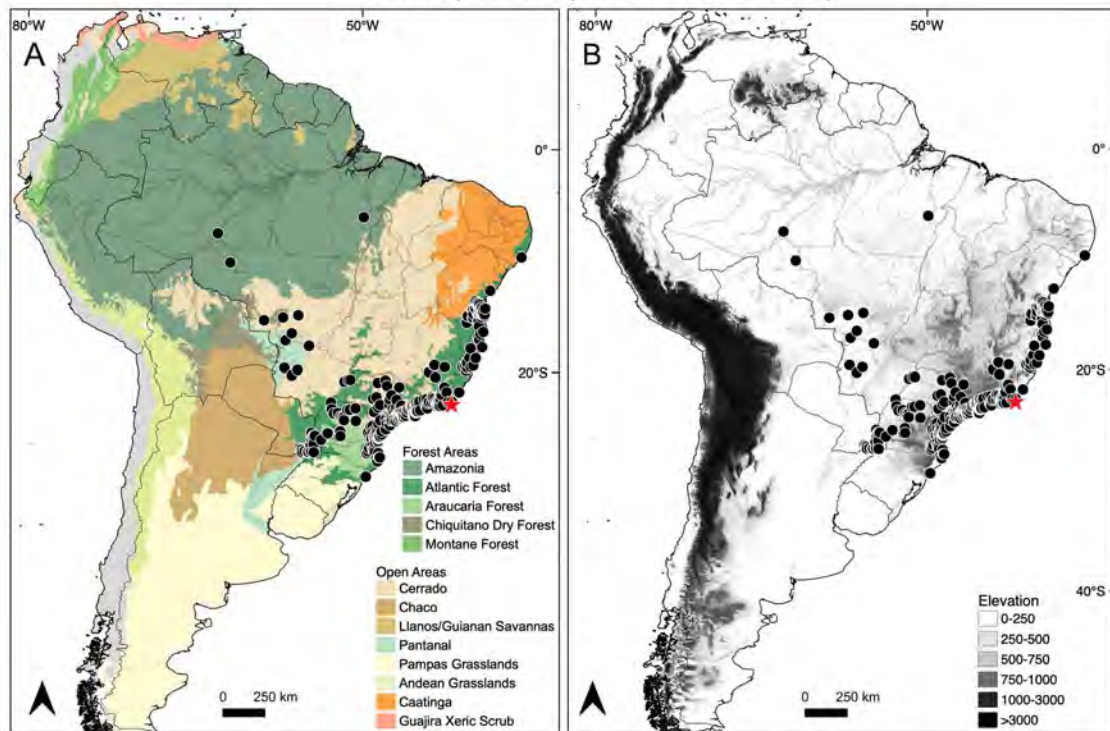 80°W
50°W
A
0°
20°S
Forest Areas
Amazonia
Atlantic Forest
Araucaria Forest
Chiquitano Dry Forest
Montane Forest
Open Areas
Cerrado
Chaco
Llanos/Guianan Savannas
Pantanal
Pampas Grasslands
Andean Grasslands
Caatinga
Guajira Xeric Scrub
0 250 km
80°W
50°W
B
0°
20°S
40°S
Elevation
0-250
250-500
500-750
750-1000
1000-3000
>3000
0 250 km